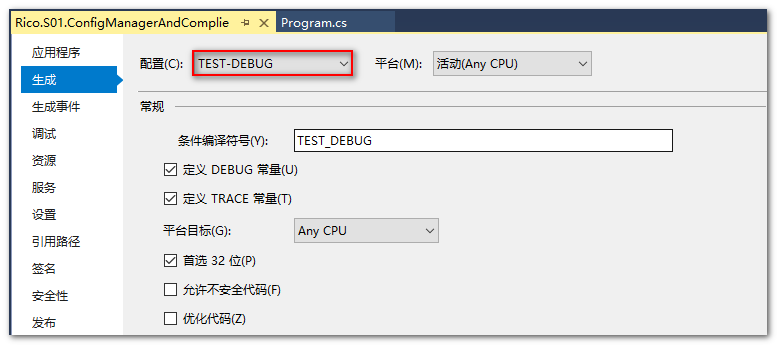 Rico.S01.ConfigManagerAndComplie Program.cs
应用程序
生成
生成事件
调试
资源
服务
设置
引用路径
签名
安全性
发布
配置(C): TEST-DEBUG 平台(M): 活动(Any CPU)
常规
条件编译符号(Y): TEST_DEBUG
定义 DEBUG 常量(U)
定义 TRACE 常量(T)
平台目标(G): Any CPU
首选 32 位(P)
允许不安全代码(F)
优化代码(Z)